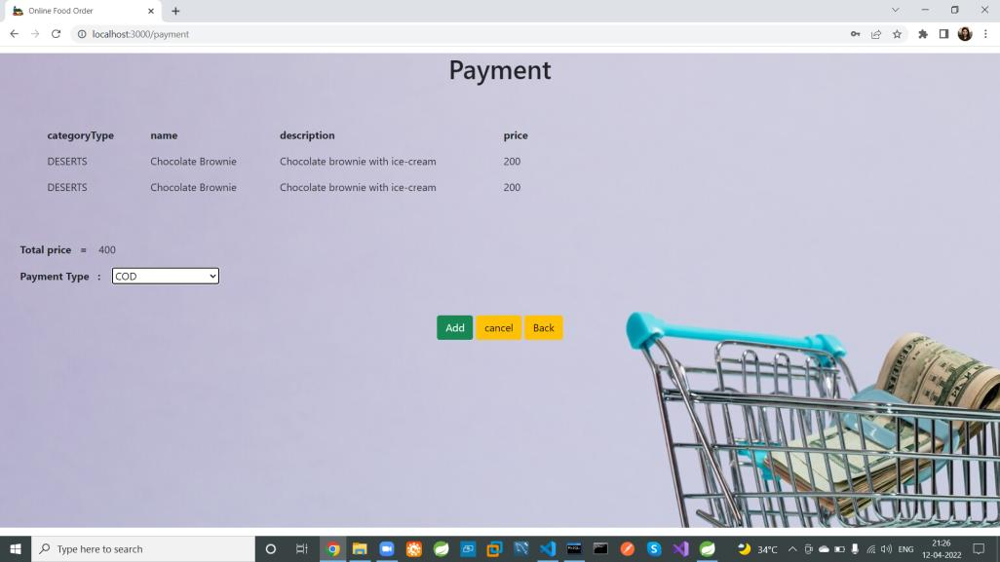 Online Food Order
localhost:3000/payment
Payment
categoryType name description price
DESERTS Chocolate Brownie Chocolate brownie with ice-cream 200
DESERTS Chocolate Brownie Chocolate brownie with ice-cream 200
Total price = 400
Payment Type : COD
Add cancel Back
Type here to search
34°C ENG 21:26
12-04-2022